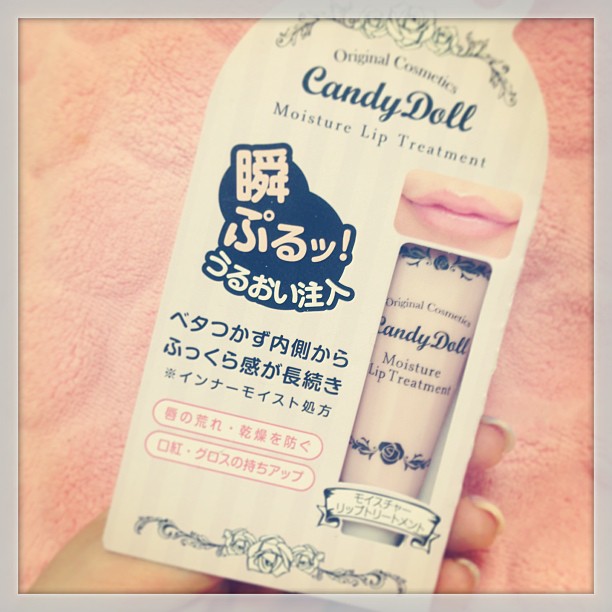 Original Cosmetics
CandyDoll
Moisture Lip Treatment
瞬
ぷるッ!
うるおい注入
ベタつかず内側から
ふっくら感が長続き
※インナーモイスト処方
唇の荒れ・乾燥を防ぐ
口紅・グロスの持ちアップ
Original Cosmetics
CandyDoll
Moisture
Lip Treatment
モイスチャー
リップトリートメント